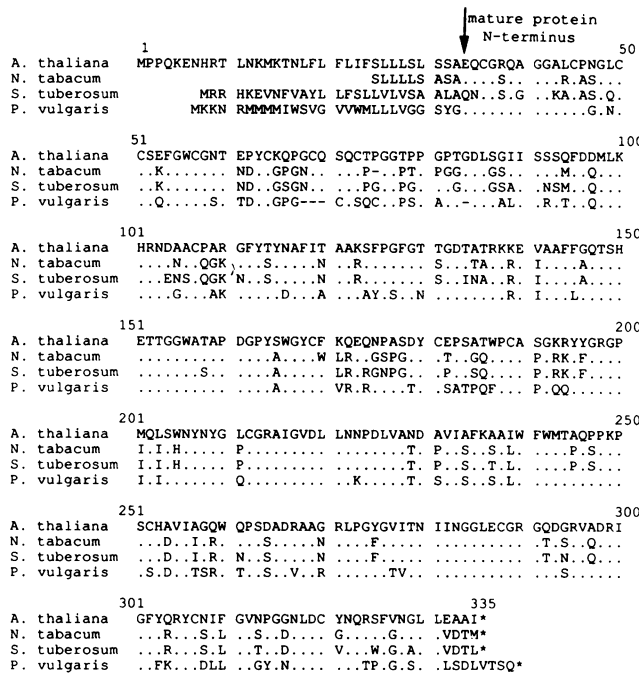 mature protein
N-terminus
1 50
A. thaliana MPPQKENHRT LNKMKTNLFL FLIFSLLLSLS SSAEQCGRQA GGALCPNGLC
N. tabacum SLLLLS ASA....... ....R.AS..
S. tuberosum MRR HKEVNFVAYL LFSLLVLVSA ALAQN..S.G ..KA.AS.Q.
P. vulgaris MKKN RMMMMIWSVG VVWMLLLVGG SYG....... ......G.N.
51 100
A. thaliana CSEFGWCGNT EPYCKQPGCQ SQCTPGGTPP GPTGDLSGII SSSQFDDMLK
N. tabacum ..K....... ND..GPGN.. ...P-..PT. PGG...GS.. ...M..Q...
S. tuberosum ..K....... ND..GSGN.. ...PG..PG. ..G...GSA. .NSM..Q...
P. vulgaris ..Q.....S. TD..GPG--- C.SQC..PS. A..-...AL. .R.T..Q...
101 150
A. thaliana HRNDAACPAR GFYTYNAFIT AAKSFPGFGT TGDTATRKKE VAAFFGQTSH
N. tabacum ....N..QGK ...S.....N ..R....... ...TA..R. I...A.....
S. tuberosum ...ENS.QGK N..S.....N ..R....... S.INA..R. I...A.....
P. vulgaris ...G...AK. .....D...A ..AY.S..N. .......R. I...L.....
151 200
A. thaliana ETTGGWATAP DGPYSWGYCF KQEQNPASDY CEPSATWPCA SGKRYYGRGP
N. tabacum .......... ....A....W LR..GSPG.. ..T..GQ... P.RK.F....
S. tuberosum ......S... ....A..... LR.RGNPG.. ..P..SQ... P.RK.F....
P. vulgaris .......... ....A..... VR.R....T. ..SATPQF.. P.QQ......
201 250
A. thaliana MQLSWNYNYG LCGRAIGVDL LNNPDLVAND AVIAFKAAIW FWMTAQPPKP
N. tabacum I.I.H..... P......... ........T. P..S..S.L. .....P.S..
S. tuberosum I.I.H..... P......... ........T. P..S..T.L. .....P.S..
P. vulgaris I.I....... Q......... ...K....T. P..S..S.L. ..........
251 300
A. thaliana SCHAVIAGQW QPSDADRAAG RLPGYGVITN IINGGLECGR GQDGRVADRI
N. tabacum ...D..I.R. ...S.....N .....F.... .......... ..T.S..Q..
S. tuberosum ...D..I.R. N..S.....N .....F.... .......... ..T.N..Q..
P. vulgaris .S.D..TSR. T..S..V..R .....TV... .......... ....S.....
301 335
A. thaliana GFYQRYCNIF GVNPGGNLDC YNQRSFVNGL LEAAI*
N. tabacum ...R...S.L ..S..D.... G.....G... .VDTM*
S. tuberosum .......S.L ..T..D.... V....W.G.A .VDTL*
P. vulgaris ..FK...DLL ..GY.N.... ..TP.G.S.. LSDLVTSQ*